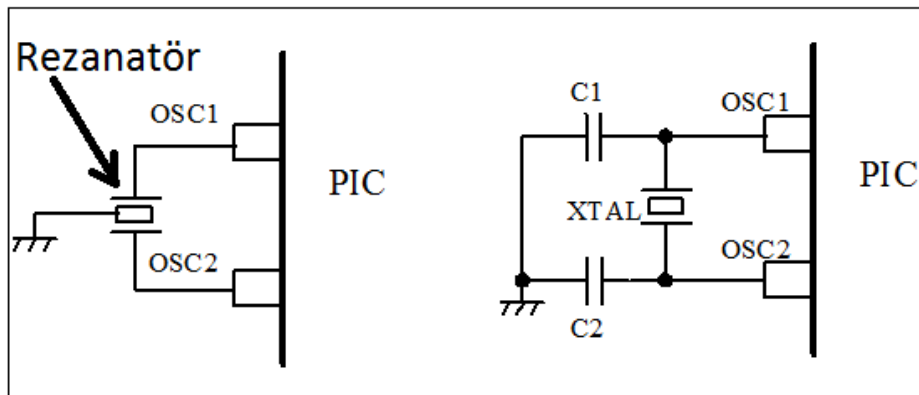 Rezanatör
OSC1
PIC
OSC2
C1
OSC1
PIC
XTAL
OSC2
C2